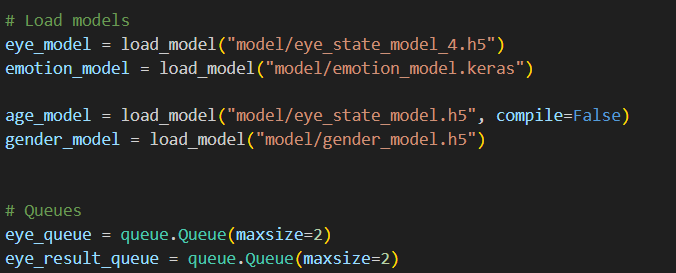 # Load models
eye_model = load_model("model/eye_state_model_4.h5")
emotion_model = load_model("model/emotion_model.keras")
age_model = load_model("model/eye_state_model.h5", compile=False)
gender_model = load_model("model/gender_model.h5")
# Queues
eye_queue = queue.Queue(maxsize=2)
eye_result_queue = queue.Queue(maxsize=2)